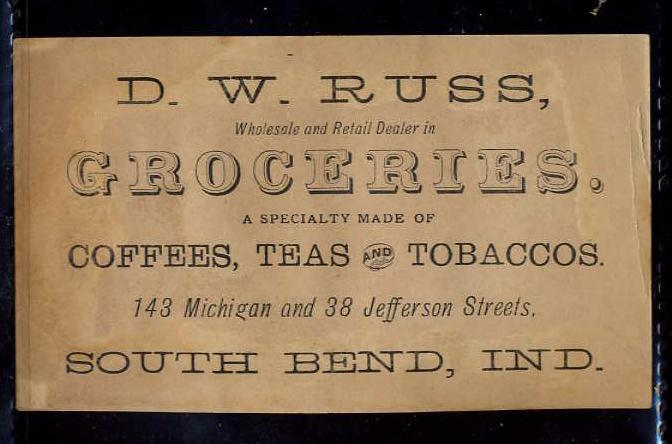 D. W. RUSS,
Wholesale and Retail Dealer in
GROCERIES.
A SPECIALTY MADE OF
COFFEES, TEAS AND TOBACCOS.
143 Michigan and 38 Jefferson Streets,
SOUTH BEND, IND.